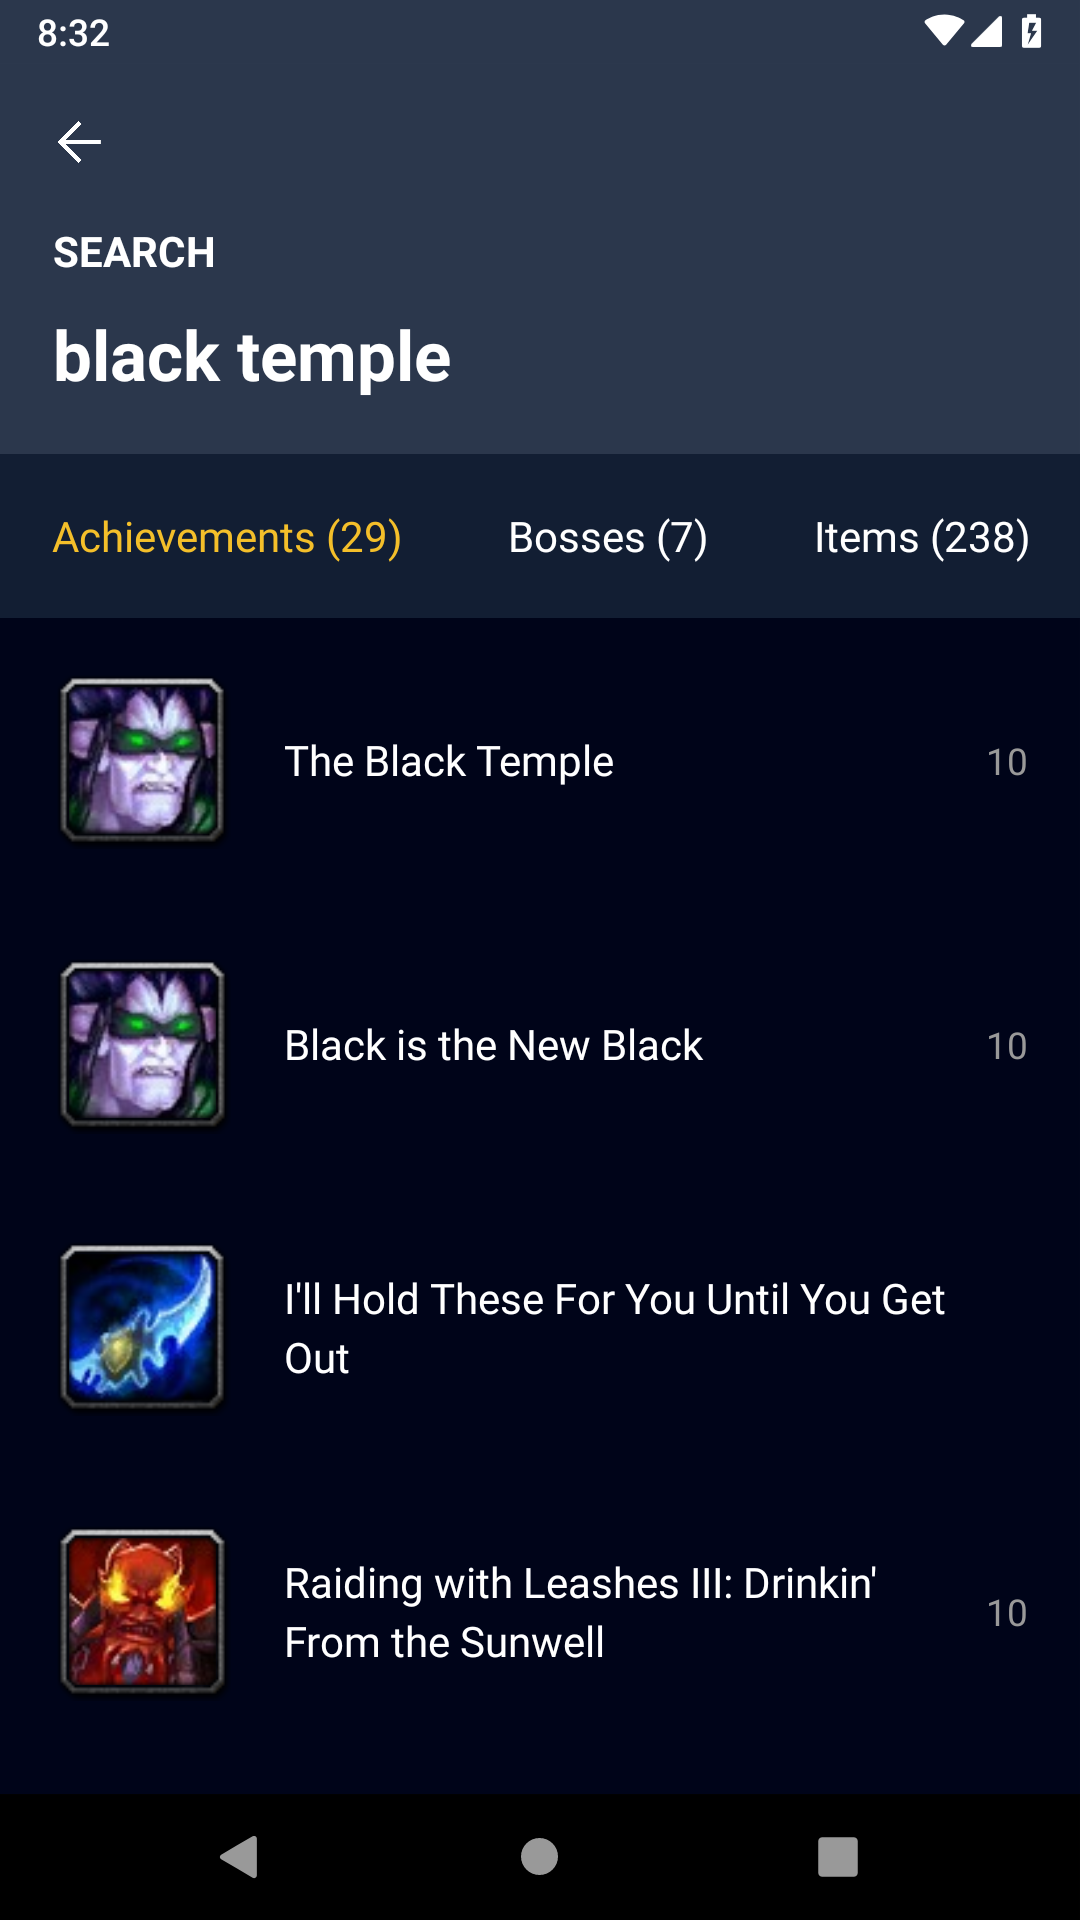 8:32
SEARCH
black temple
Achievements (29) Bosses (7) Items (238)
The Black Temple 10
Black is the New Black 10
I'll Hold These For You Until You Get
Out
Raiding with Leashes III: Drinkin'
From the Sunwell 10